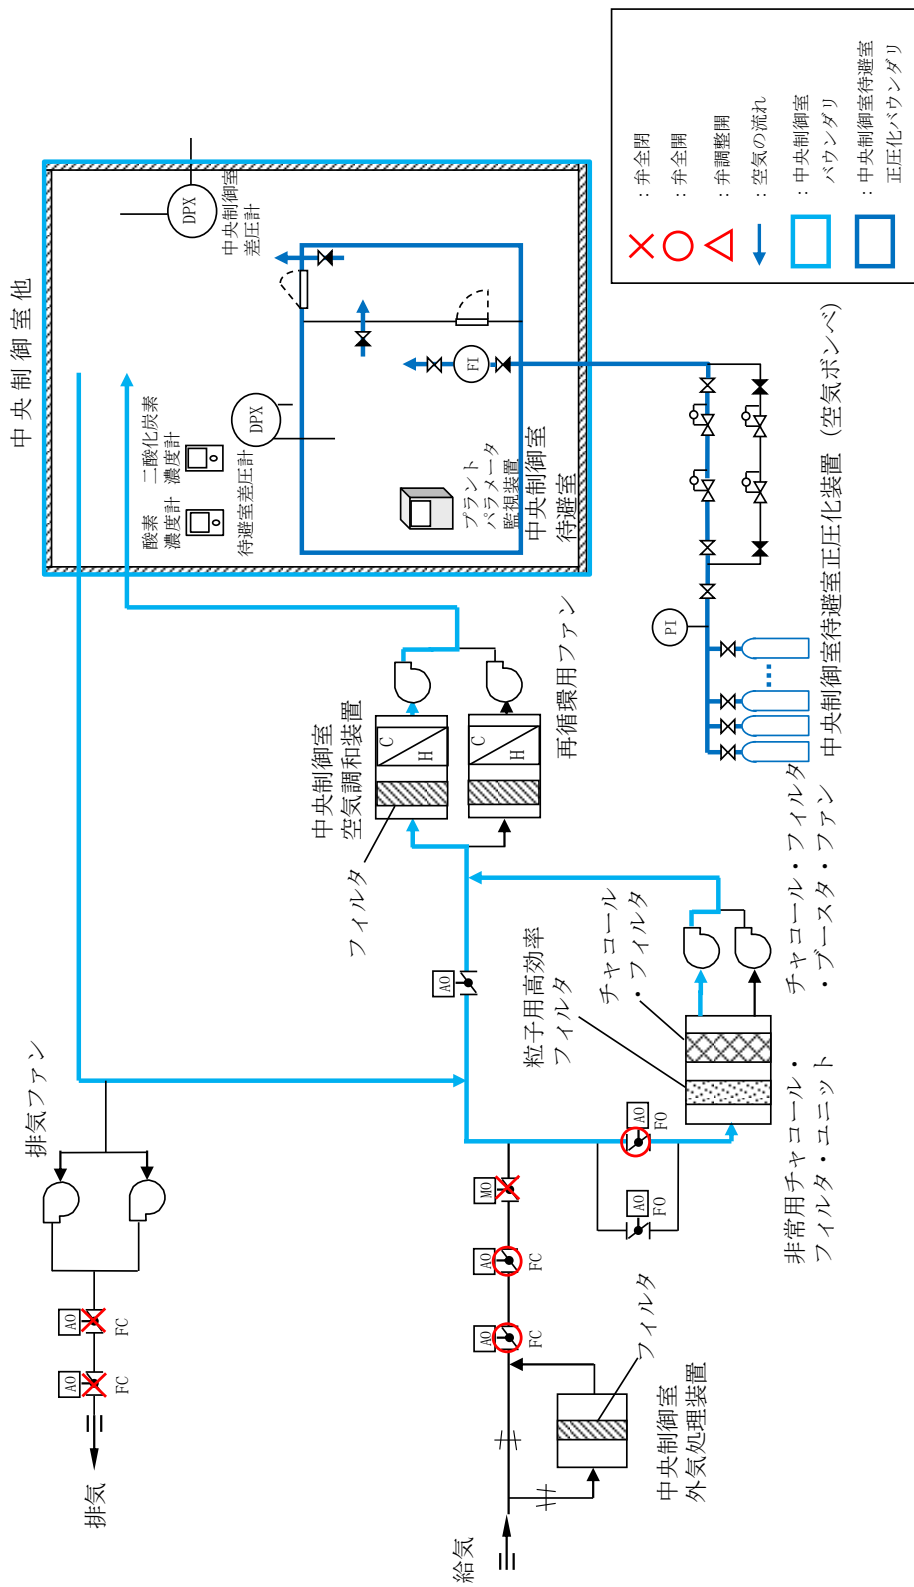 中央制御室他
DPX
中央制御室
差圧計
酸素
濃度計
二酸化炭素
濃度計
DPX
待避室差圧計
FI
プラント
パラメータ
監視装置
中央制御室
待避室
：弁全閉
：弁全開
：弁調整開
：空気の流れ
：中央制御室
バウンダリ
：中央制御室待避室
正圧化バウンダリ
排気ファン
AO
FC
AO
FC
排気
中央制御室
空気調和装置
C
H
C
H
フィルタ
再循環用ファン
PI
中央制御室待避室正圧化装置（空気ボンベ）
AO
粒子用高効率
フィルタ
チャコール
・フィルタ
チャコール・フィルタ
・ブースタ・ファン
MO
AO
FC
AO
FC
AO
FO
AO
FO
非常用チャコール・
フィルタ・ユニット
フィルタ
中央制御室
外気処理装置
給気